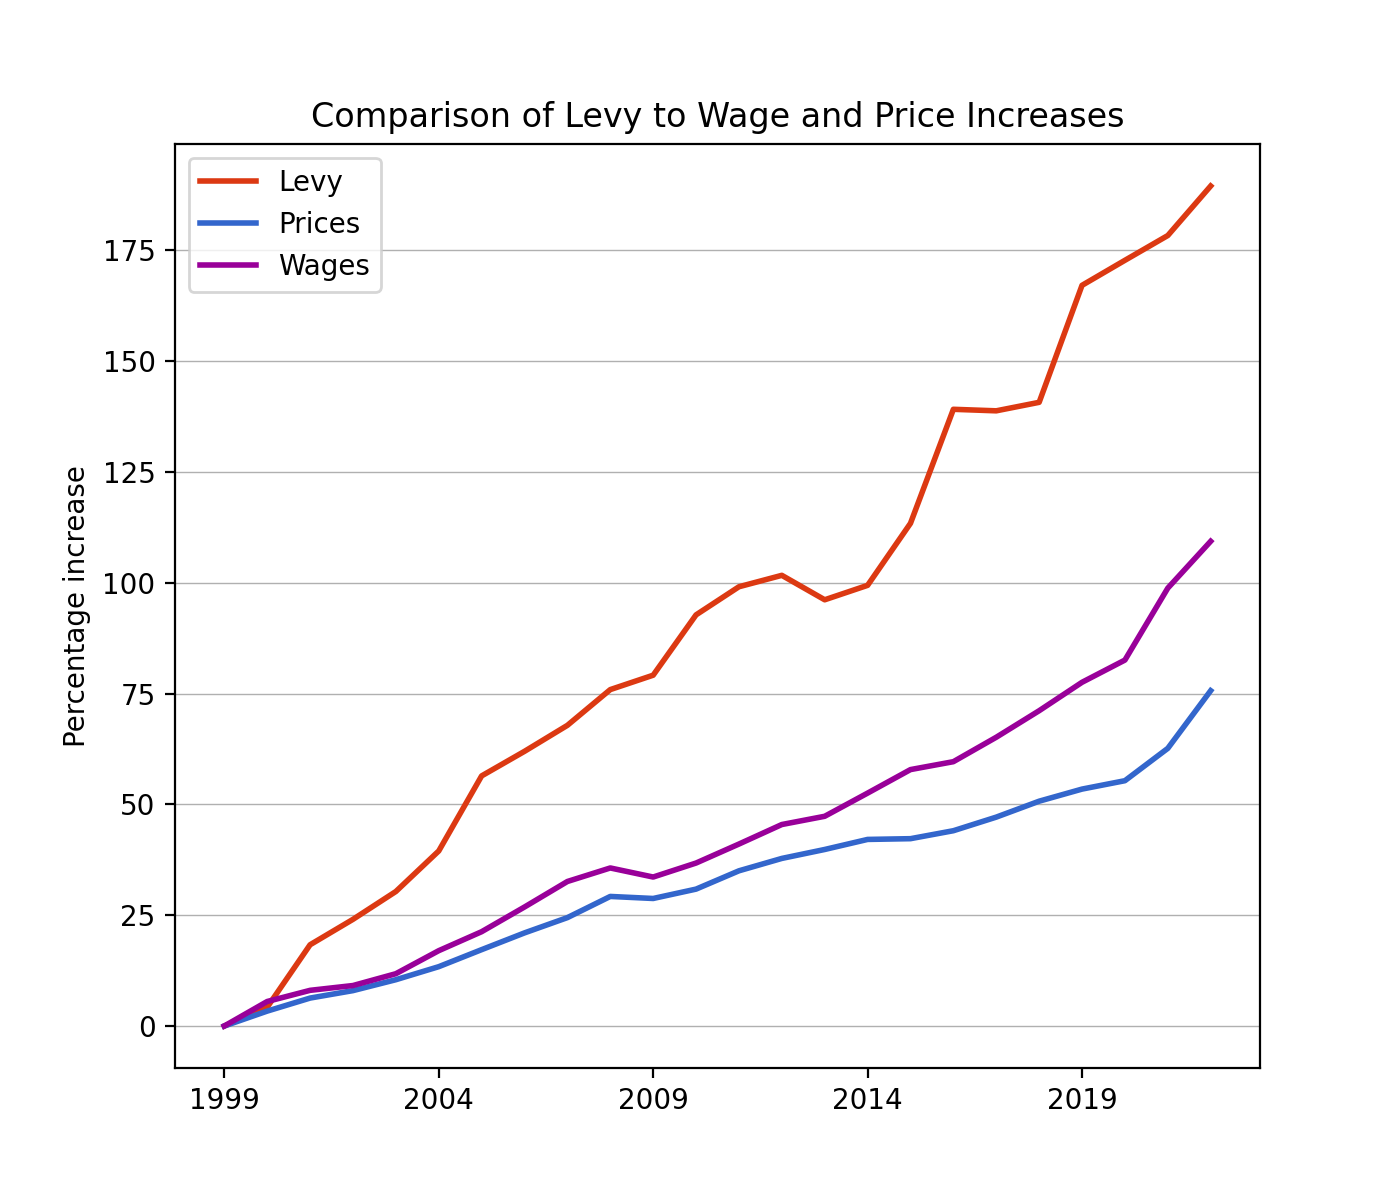 Comparison of Levy to Wage and Price Increases
Levy
Prices
Wages
Percentage increase
175
150
125
100
75
50
25
0
1999 2004 2009 2014 2019